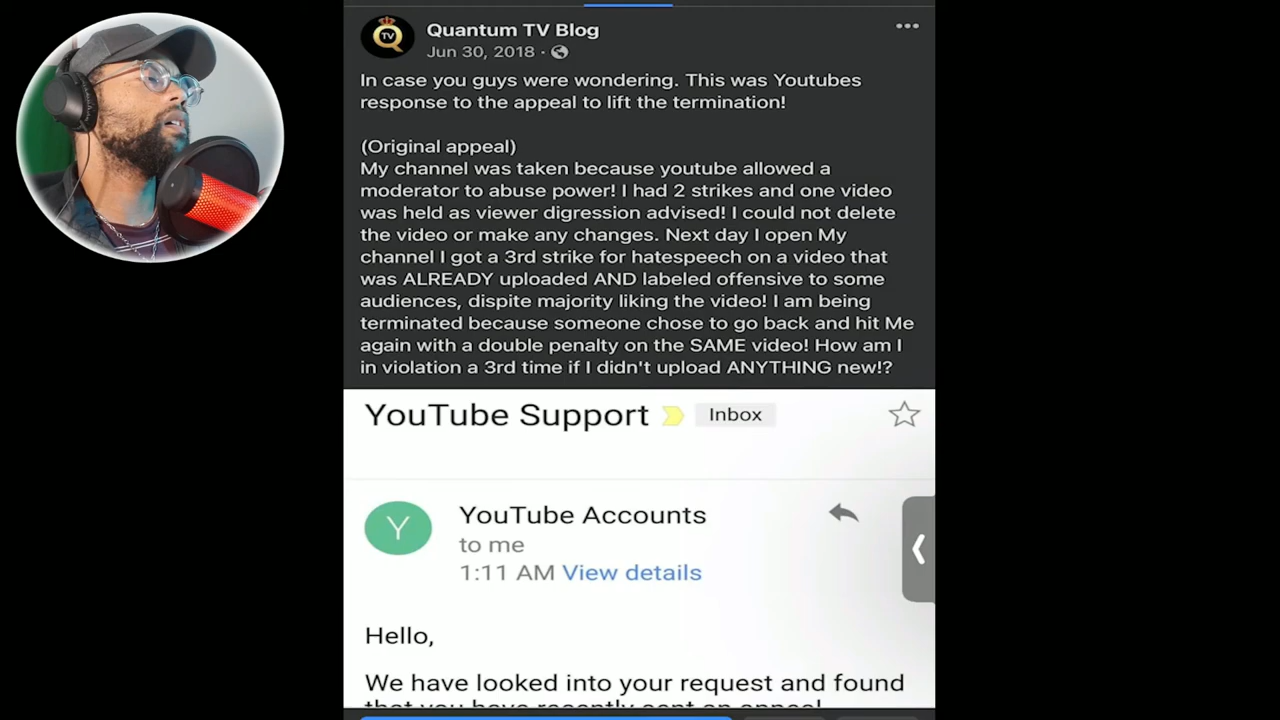 TV
Quantum TV Blog
Jun 30, 2018 ·
In case you guys were wondering. This was Youtubes
response to the appeal to lift the termination!
(Original appeal)
My channel was taken because youtube allowed a
moderator to abuse power! I had 2 strikes and one video
was held as viewer digression advised! I could not delete
the video or make any changes. Next day I open My
channel I got a 3rd strike for hatespeech on a video that
was ALREADY uploaded AND labeled offensive to some
audiences, dispite majority liking the video! I am being
terminated because someone chose to go back and hit Me
again with a double penalty on the SAME video! How am I
in violation a 3rd time if I didn't upload ANYTHING new!?
YouTube Support
Inbox
Y
YouTube Accounts
to me
1:11 AM View details
Hello,
We have looked into your request and found
that you have recently sent an appeal